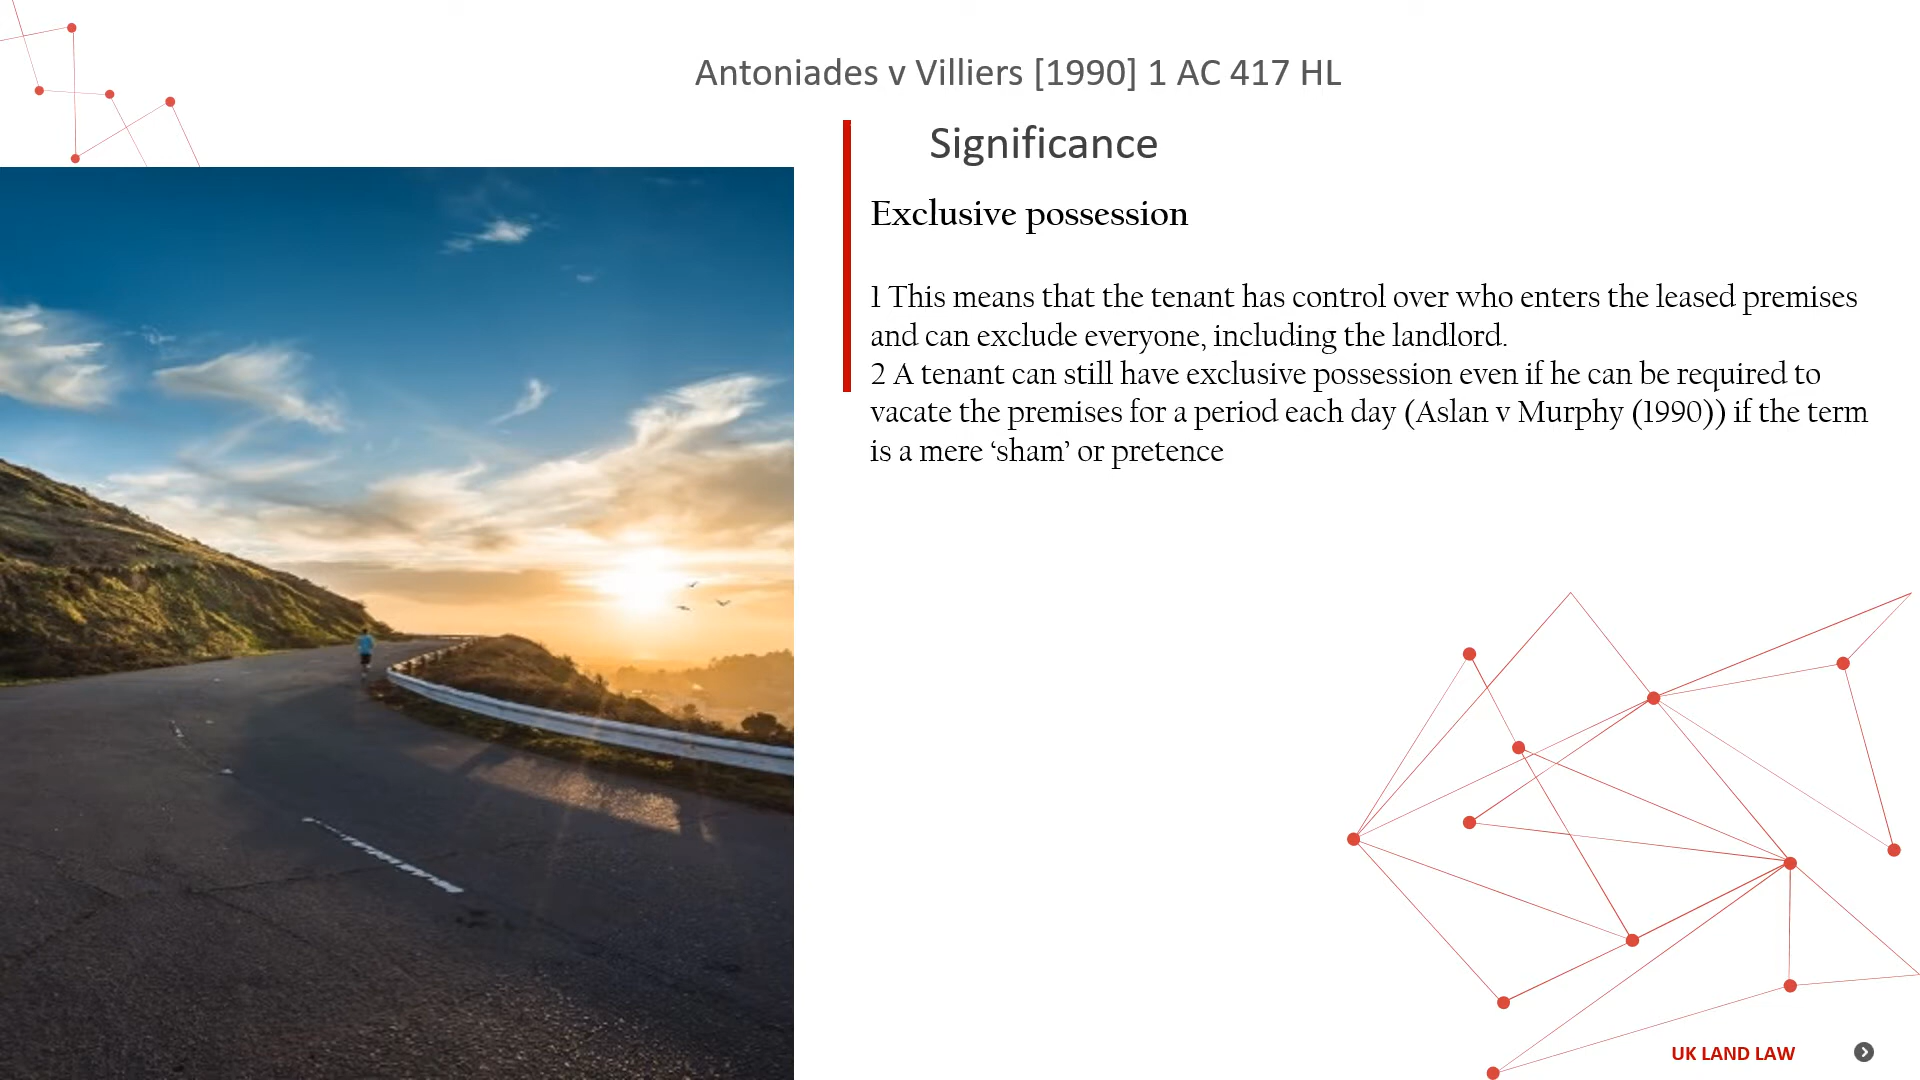 Antoniades v Villiers [1990] 1 AC 417 HL
Significance
Exclusive possession
1 This means that the tenant has control over who enters the leased premises
and can exclude everyone, including the landlord.
2 A tenant can still have exclusive possession even if he can be required to
vacate the premises for a period each day (Aslan v Murphy (1990)) if the term
is a mere ‘sham’ or pretence
UK LAND LAW